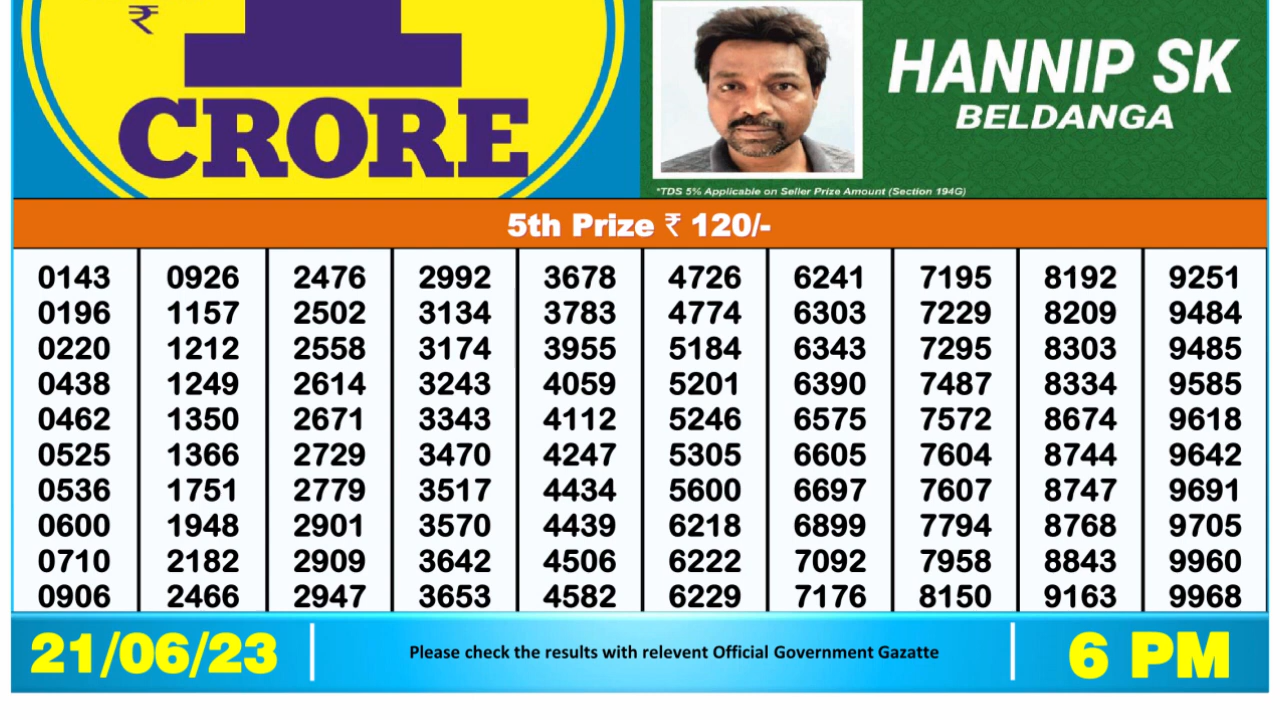 ₹
1
CRORE
HANNIP SK
BELDANGA
*TDS 5% Applicable on Seller Prize Amount (Section 194G)
5th Prize ₹ 120/-
0143 0926 2476 2992 3678 4726 6241 7195 8192 9251
0196 1157 2502 3134 3783 4774 6303 7229 8209 9484
0220 1212 2558 3174 3955 5184 6343 7295 8303 9485
0438 1249 2614 3243 4059 5201 6390 7487 8334 9585
0462 1350 2671 3343 4112 5246 6575 7572 8674 9618
0525 1366 2729 3470 4247 5305 6605 7604 8744 9642
0536 1751 2779 3517 4434 5600 6697 7607 8747 9691
0600 1948 2901 3570 4439 6218 6899 7794 8768 9705
0710 2182 2909 3642 4506 6222 7092 7958 8843 9960
0906 2466 2947 3653 4582 6229 7176 8150 9163 9968
21/06/23
Please check the results with relevent Official Government Gazatte
6 PM